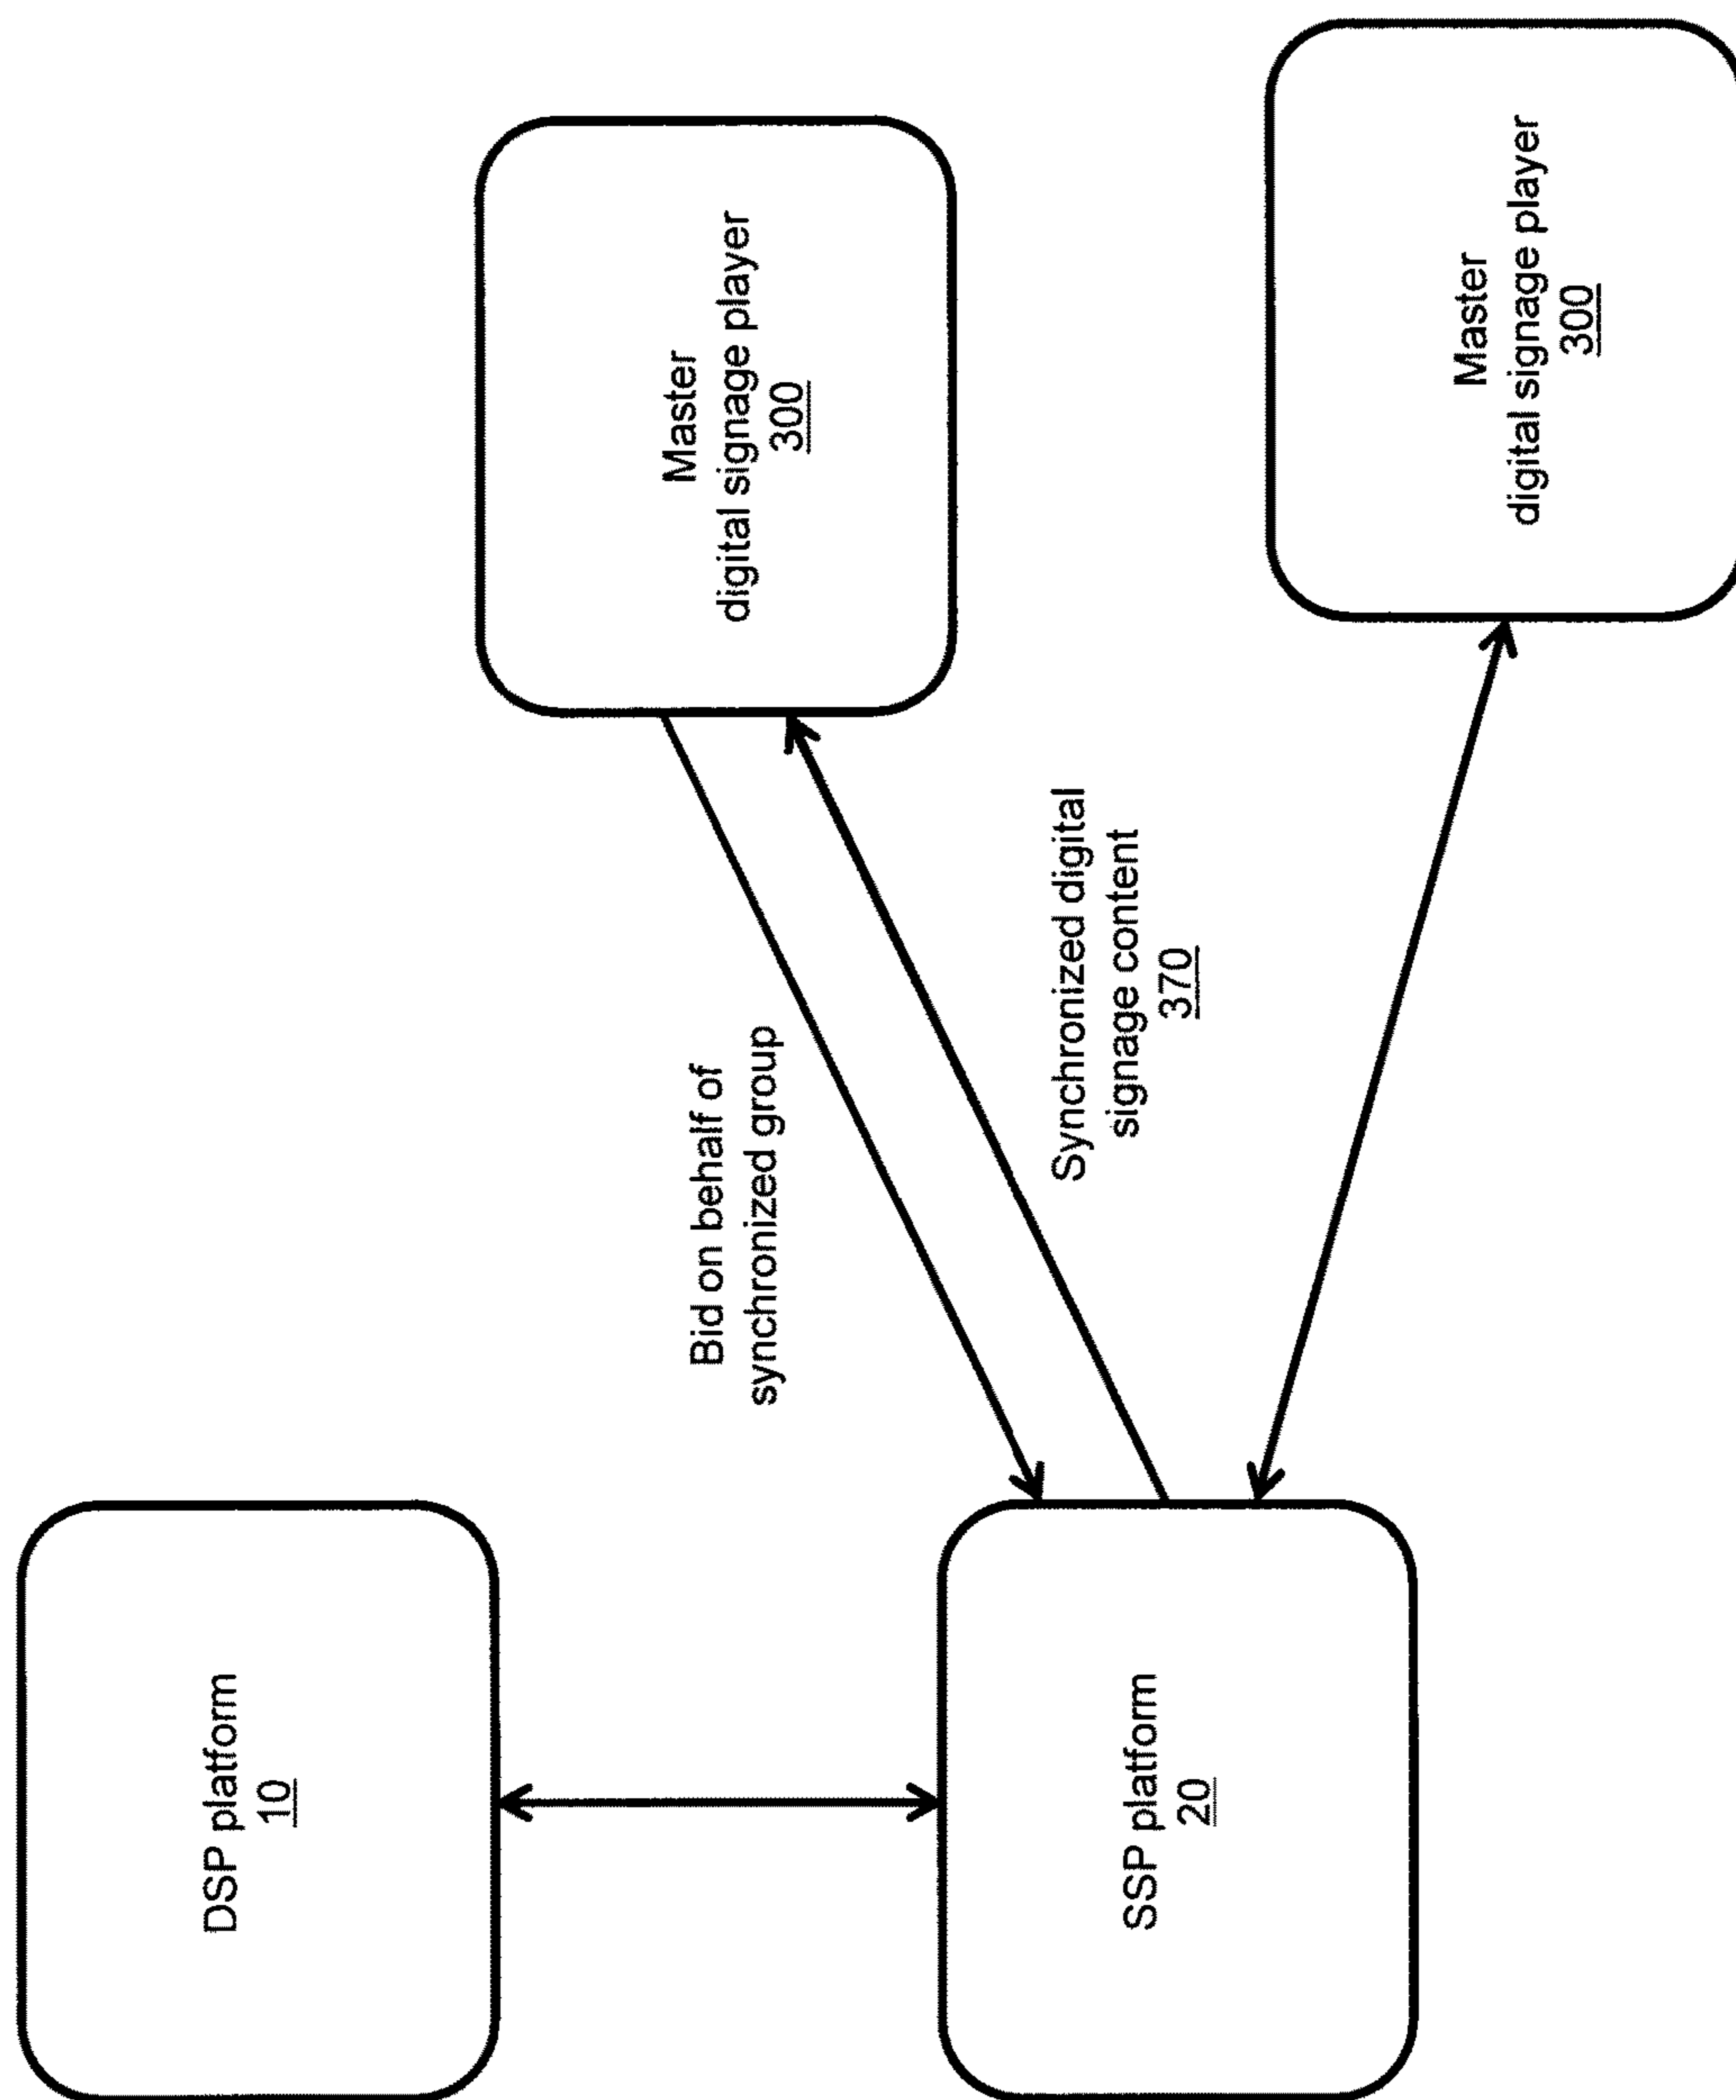 DSP platform
10
SSP platform
20
Bid on behalf of
synchronized group
Synchronized digital
signage content
370
Master
digital signage player
300
Master
digital signage player
300